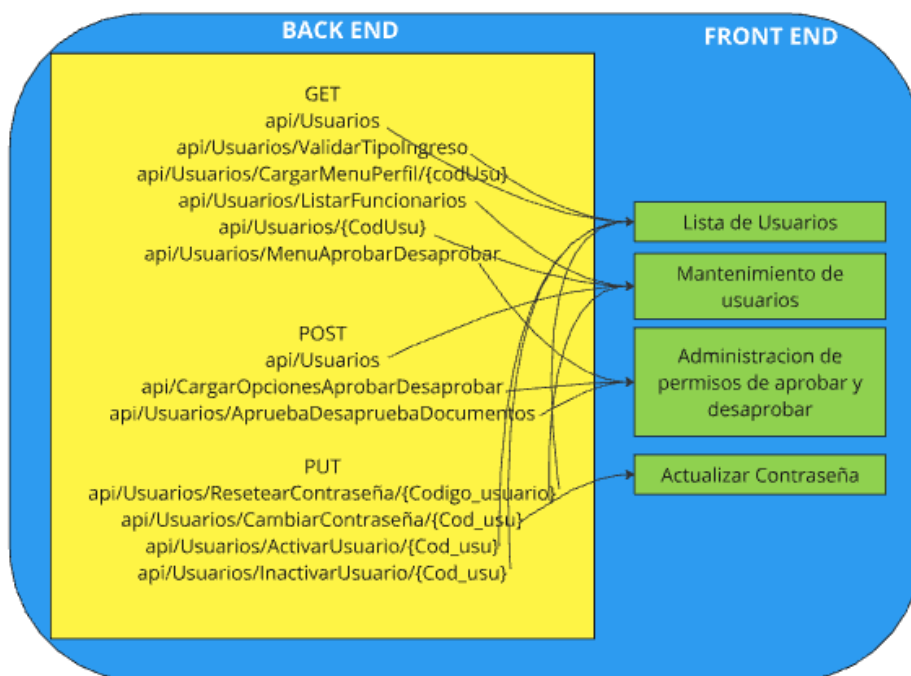 BACK END
GET
api/Usuarios
api/Usuarios/ValidarTipoIngreso
api/Usuarios/CargarMenuPerfil/{codUsu}
api/Usuarios/ListarFuncionarios
api/Usuarios/{CodUsu}
api/Usuarios/MenuAprobarDesaprobar
POST
api/Usuarios
api/CargarOpcionesAprobarDesaprobar
api/Usuarios/ApruebaDesapruebaDocumentos
PUT
api/Usuarios/ResetearContraseña/{Codigo_usuario}
api/Usuarios/CambiarContraseña/{Cod_usu}
api/Usuarios/ActivarUsuario/{Cod_usu}
api/Usuarios/InactivarUsuario/{Cod_usu}
FRONT END
Lista de Usuarios
Mantenimiento de
usuarios
Administracion de
permisos de aprobar y
desaprobar
Actualizar Contraseña